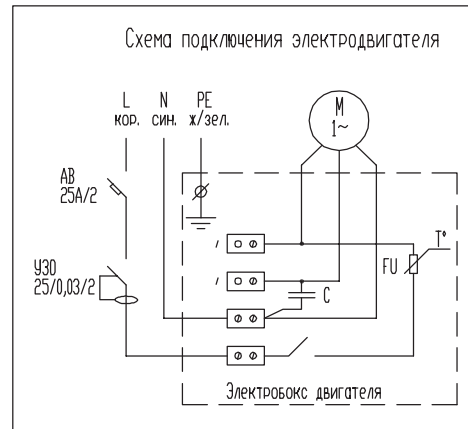 Схема подключения электродвигателя
L N PE
кор. син. ж/зел.
М
1~
АВ
25А/2
УЗО
25/0,03/2
T°
FU
C
Электробокс двигателя